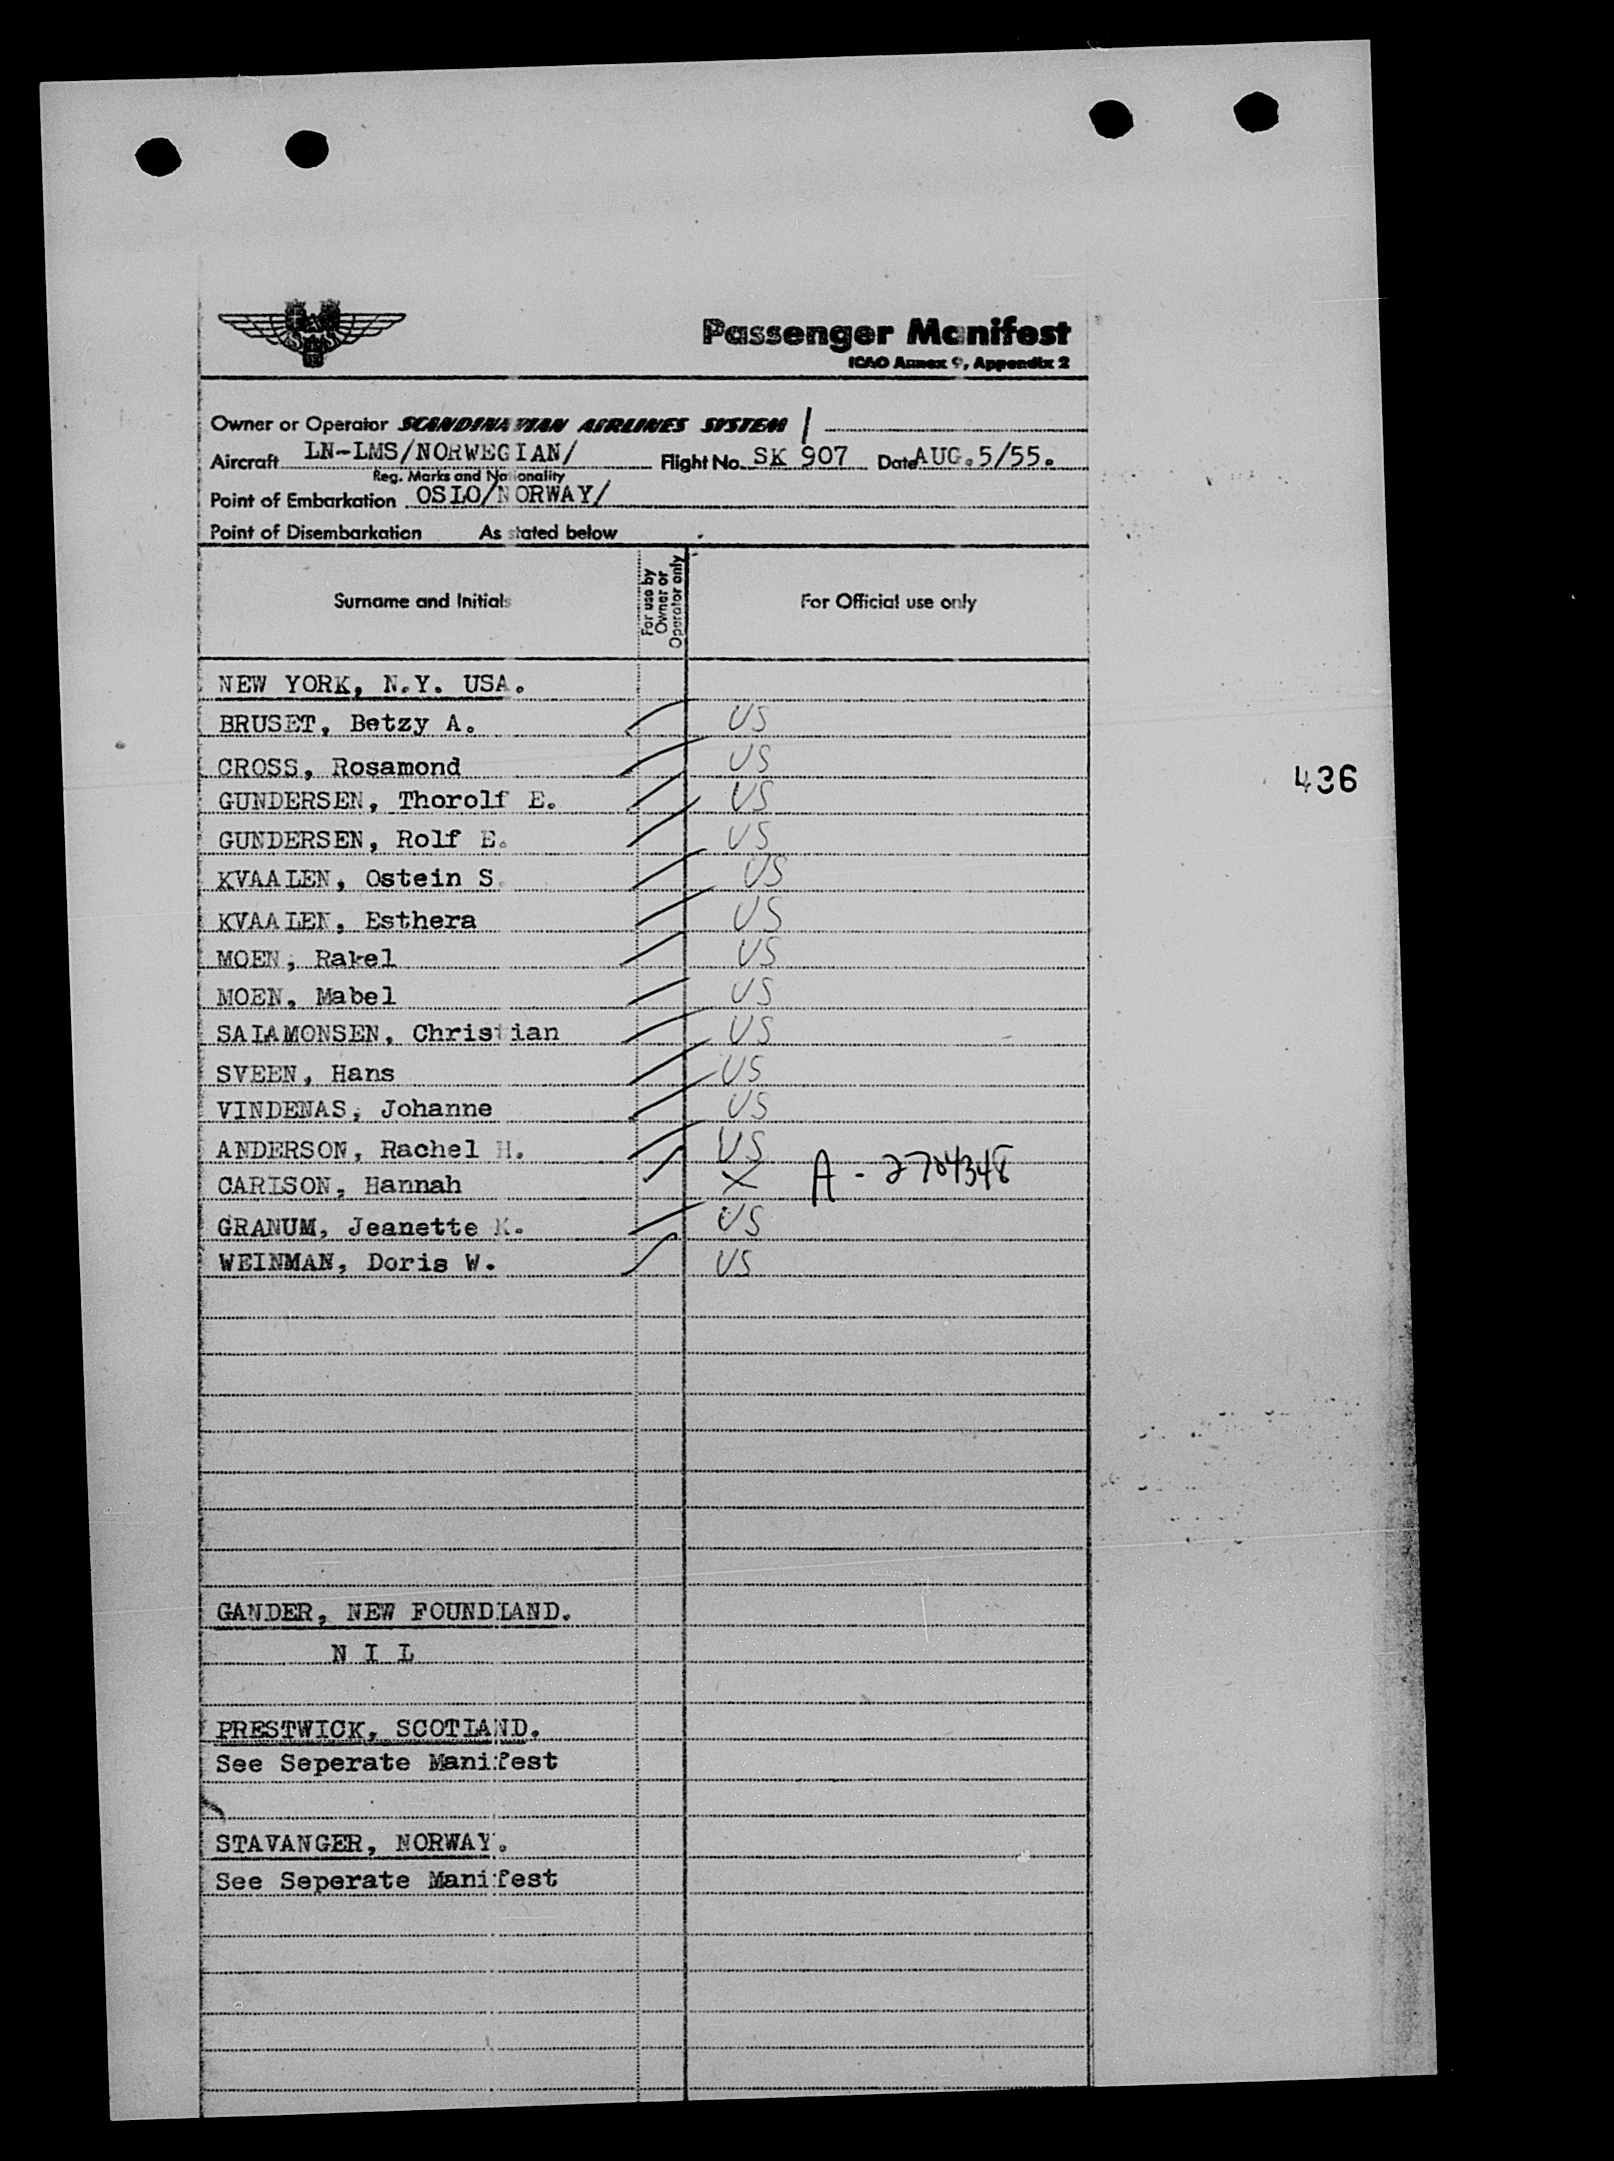 Passenger Manifest
ICAO Annex 9, Appendix 2
Owner or Operator SCANDINAVIAN AIRLINES SYSTEM
Aircraft LN-LMS/NORWEGIAN/ Flight No. SK 907 Date AUG.5/55.
Reg. Marks and Nationality
Point of Embarkation OSLO/NORWAY/
Point of Disembarkation As stated below
Surname and Initials For use by Owner or Operator only For Official use only
NEW YORK, N.Y. USA.
BRUSET, Betzy A. US
CROSS, Rosamond US
436
GUNDERSEN, Thorolf E. US
GUNDERSEN, Rolf E. US
KVAALEN, Ostein S. US
KVAALEN, Esthera US
MOEN, Rakel US
MOEN, Mabel US
SALAMONSEN, Christian US
SVEEN, Hans US
VINDENAS, Johanne US
ANDERSON, Rachel H. US
CARLSON, Hannah X A-2704348
GRANUM, Jeanette K. US
WEINMAN, Doris W. US
GANDER, NEW FOUNDLAND.
N I L
PRESTWICK, SCOTLAND.
See Seperate Manifest
STAVANGER, NORWAY.
See Seperate Manifest